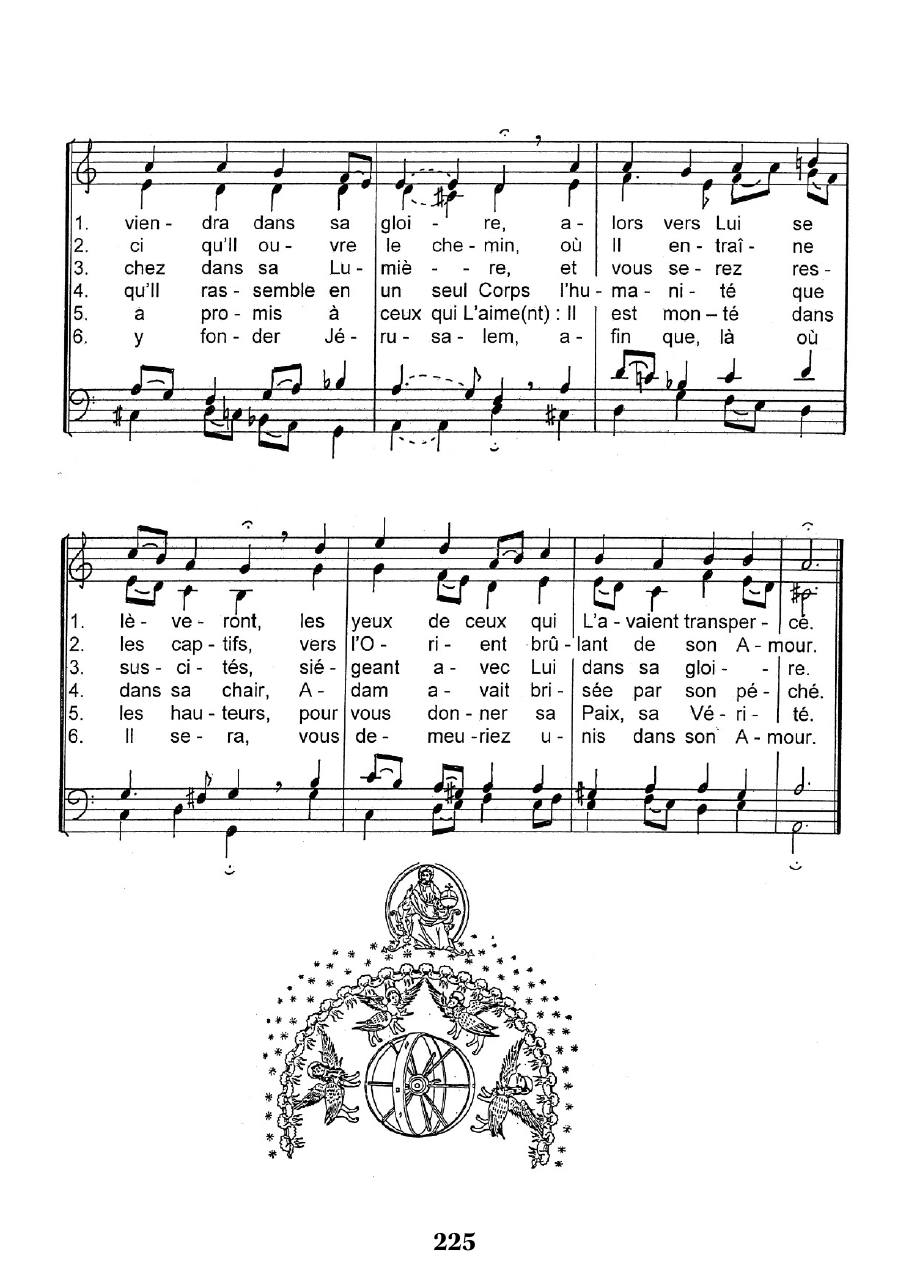 1. vien - dra dans sa gloi - re, a - lors vers Lui se
2. ci qu'Il ou - vre le che - min, où Il en - traî - ne
3. chez dans sa Lu - miè - - re, et vous se - rez res -
4. qu'Il ras - semble en un seul Corps l'hu - ma - ni - té que
5. a pro - mis à ceux qui L'aime(nt) : Il est mon – té dans
6. y fon - der Jé - ru - sa - lem, a - fin que, là où
1. lè - ve - ront, les yeux de ceux qui L'a - vaient transper - cé.
2. les cap - tifs, vers l'O - ri - ent brû - lant de son A - mour.
3. sus - ci - tés, sié - geant a - vec Lui dans sa gloi - - re.
4. dans sa chair, A - dam a - vait bri - sée par son pé - ché.
5. les hau - teurs, pour vous don - ner sa Paix, sa Vé - ri - té.
6. Il se - ra, vous de - meu - riez u - nis dans son A - mour.
225